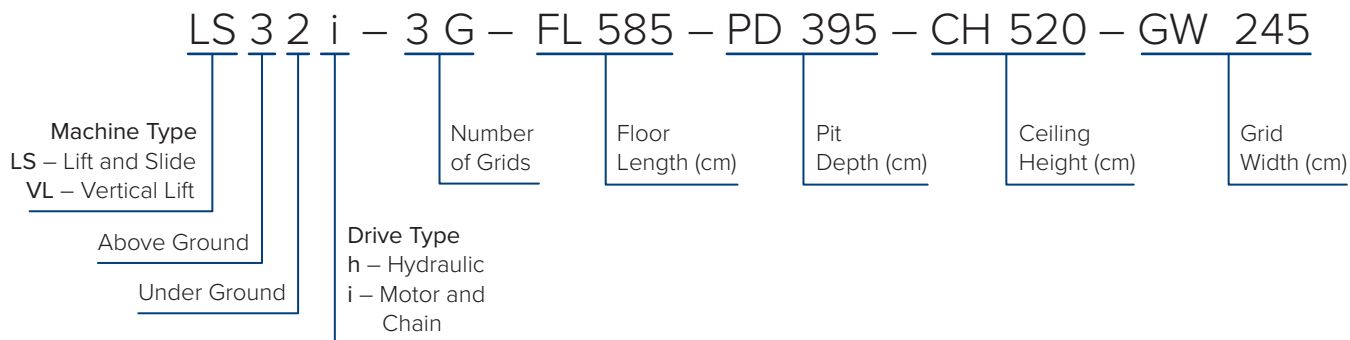 LS 3 2 i – 3 G – FL 585 – PD 395 – CH 520 – GW 245
Machine Type
LS – Lift and Slide
VL – Vertical Lift
Above Ground
Under Ground
Drive Type
h – Hydraulic
i – Motor and
Chain
Number
of Grids
Floor
Length (cm)
Pit
Depth (cm)
Ceiling
Height (cm)
Grid
Width (cm)